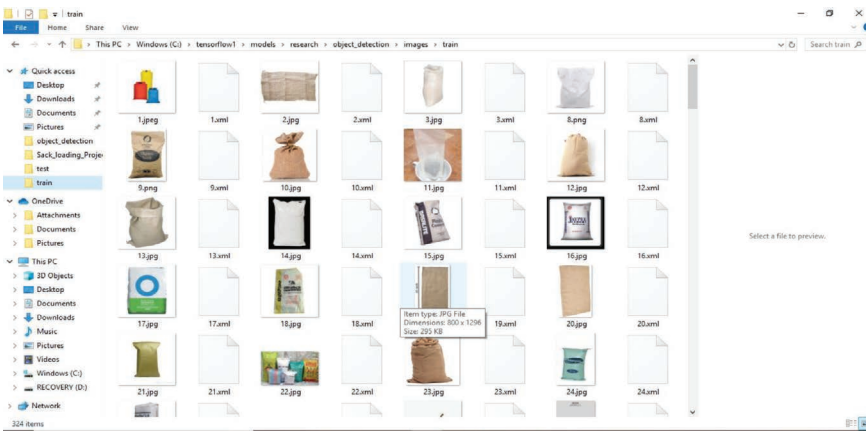 train
File Home Share View
This PC > Windows (C:) > tensorflow1 > models > research > object_detection > images > train
Search train
Quick access
Desktop
Downloads
Documents
Pictures
object_detection
Sack_loading_Proje
test
train
OneDrive
Attachments
Documents
Pictures
This PC
3D Objects
Desktop
Documents
Downloads
Music
Pictures
Videos
Windows (C:)
RECOVERY (D:)
Network
1.jpeg 1.xml 2.jpg 2.xml 3.jpg 3.xml 8.png 8.xml
9.png 9.xml 10.jpg 10.xml 11.jpg 11.xml 12.jpg 12.xml
13.jpg 13.xml 14.jpg 14.xml 15.jpg 15.xml 16.jpg 16.xml
17.jpg 17.xml 18.jpg 18.xml 19.xml 20.jpg 20.xml
Item type: JPG File
Dimensions: 800 x 1296
Size: 295 KB
21.jpg 21.xml 22.jpg 22.xml 23.jpg 23.xml 24.jpg 24.xml
Select a file to preview.
324 items